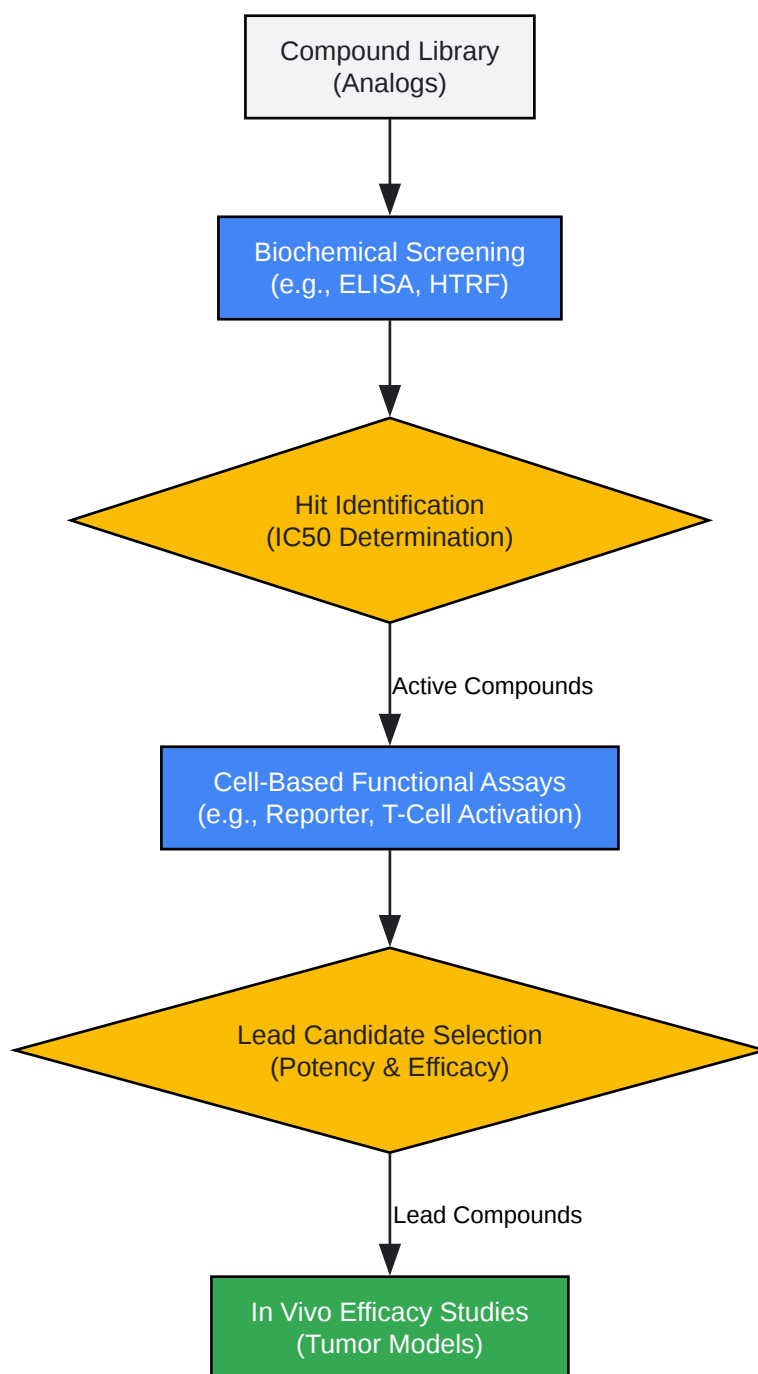 Compound Library
(Analogs)
Biochemical Screening
(e.g., ELISA, HTRF)
Hit Identification
(IC50 Determination)
Active Compounds
Cell-Based Functional Assays
(e.g., Reporter, T-Cell Activation)
Lead Candidate Selection
(Potency & Efficacy)
Lead Compounds
In Vivo Efficacy Studies
(Tumor Models)